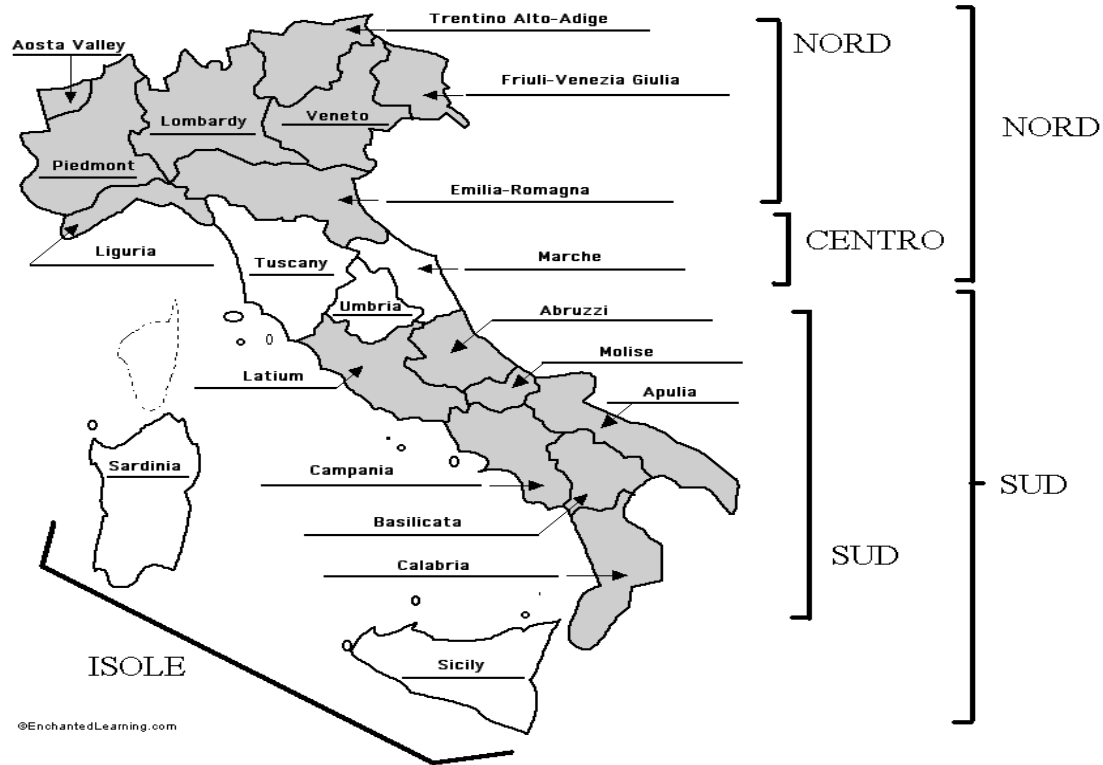 Trentino Alto-Adige
Aosta Valley
NORD
Friuli-Venezia Giulia
Lombardy
Veneto
NORD
Piedmont
Emilia-Romagna
CENTRO
Liguria
Tuscany
Marche
Umbria
Abruzzi
Molise
Latium
Apulia
Sardinia
Campania
SUD
Basilicata
SUD
Calabria
ISOLE
Sicily
©EnchantedLearning.com